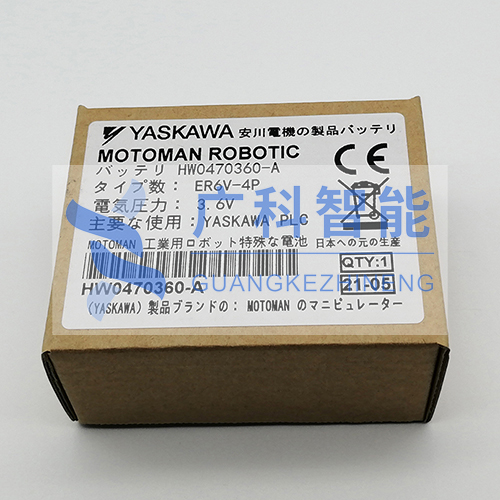 YASKAWA 安川電機の製品バッテリ
MOTOMAN ROBOTIC
バッテリ HW0470360-A
タイプ数: ER6V-4P
電気圧力: 3.6V
主要な使用: YASKAWA PLC
MOTOMAN 工業用ロボット特殊な電池 日本への元の生産
CE
QTY:1
21-05
HW0470360-A
(YASKAWA) 製品ブランドの: MOTOMAN のマニピュレーター
广科智能
GUANGKEZHINENG